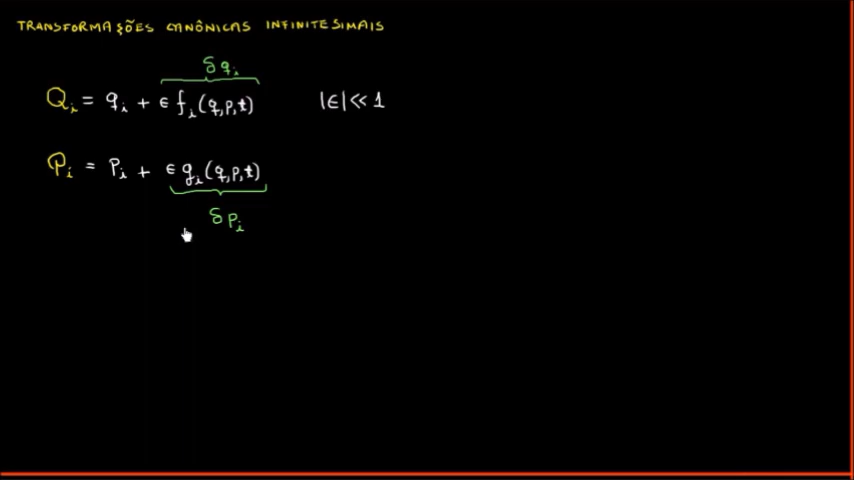 TRANSFORMAÇÕES CANÔNICAS INFINITESIMAIS
δq_i
Q_i = q_i + ϵ f_i(q,p,t) |ϵ| ≪ 1
P_i = p_i + ϵ g_i(q,p,t)
δp_i